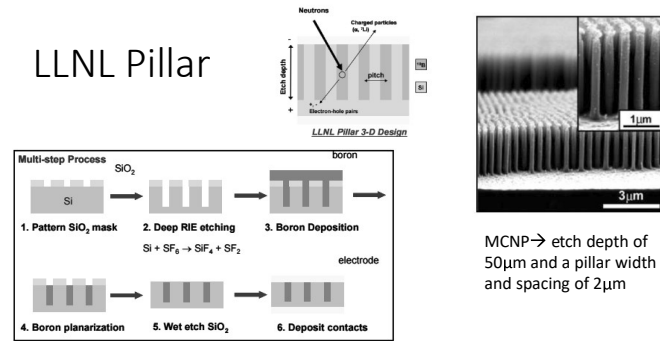 LLNL Pillar
Neutrons
Charged particles
(α, ⁷Li)
-
Etch depth
+
pitch
¹⁰B
Si
+, -
Electron-hole pairs
LLNL Pillar 3-D Design
1μm
3μm
Multi-step Process
SiO₂
boron
Si
1. Pattern SiO₂ mask
2. Deep RIE etching
3. Boron Deposition
Si + SF₆ → SiF₄ + SF₂
electrode
4. Boron planarization
5. Wet etch SiO₂
6. Deposit contacts
MCNP→ etch depth of
50μm and a pillar width
and spacing of 2μm